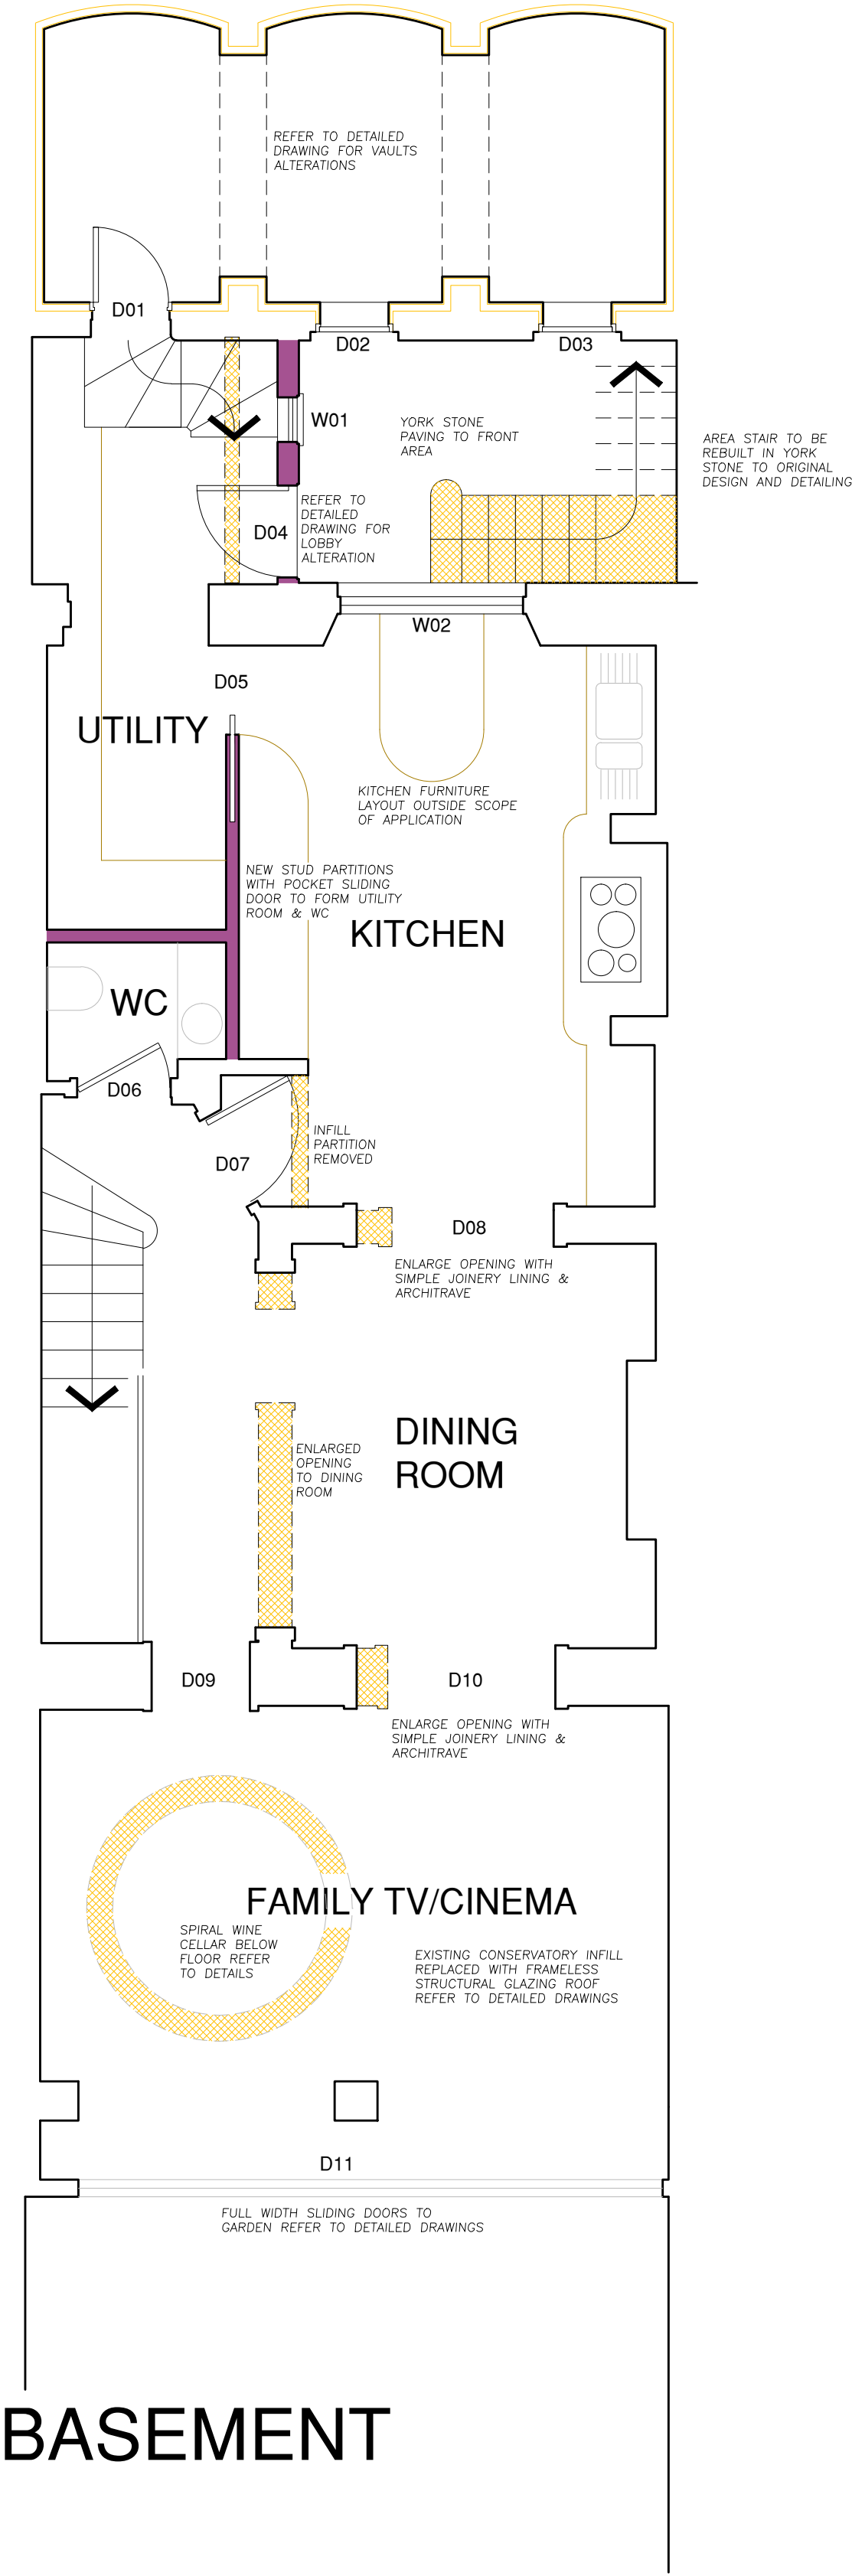 REFER TO DETAILED
DRAWING FOR VAULTS
ALTERATIONS
D01
D02
D03
W01
YORK STONE
PAVING TO FRONT
AREA
AREA STAIR TO BE
REBUILT IN YORK
STONE TO ORIGINAL
DESIGN AND DETAILING
D04
REFER TO
DETAILED
DRAWING FOR
LOBBY
ALTERATION
W02
D05
UTILITY
KITCHEN FURNITURE
LAYOUT OUTSIDE SCOPE
OF APPLICATION
NEW STUD PARTITIONS
WITH POCKET SLIDING
DOOR TO FORM UTILITY
ROOM & WC
KITCHEN
WC
D06
D07
INFILL
PARTITION
REMOVED
D08
ENLARGE OPENING WITH
SIMPLE JOINERY LINING &
ARCHITRAVE
DINING
ROOM
ENLARGED
OPENING
TO DINING
ROOM
D09
D10
ENLARGE OPENING WITH
SIMPLE JOINERY LINING &
ARCHITRAVE
FAMILY TV/CINEMA
SPIRAL WINE
CELLAR BELOW
FLOOR REFER
TO DETAILS
EXISTING CONSERVATORY INFILL
REPLACED WITH FRAMELESS
STRUCTURAL GLAZING ROOF
REFER TO DETAILED DRAWINGS
D11
FULL WIDTH SLIDING DOORS TO
GARDEN REFER TO DETAILED DRAWINGS
BASEMENT